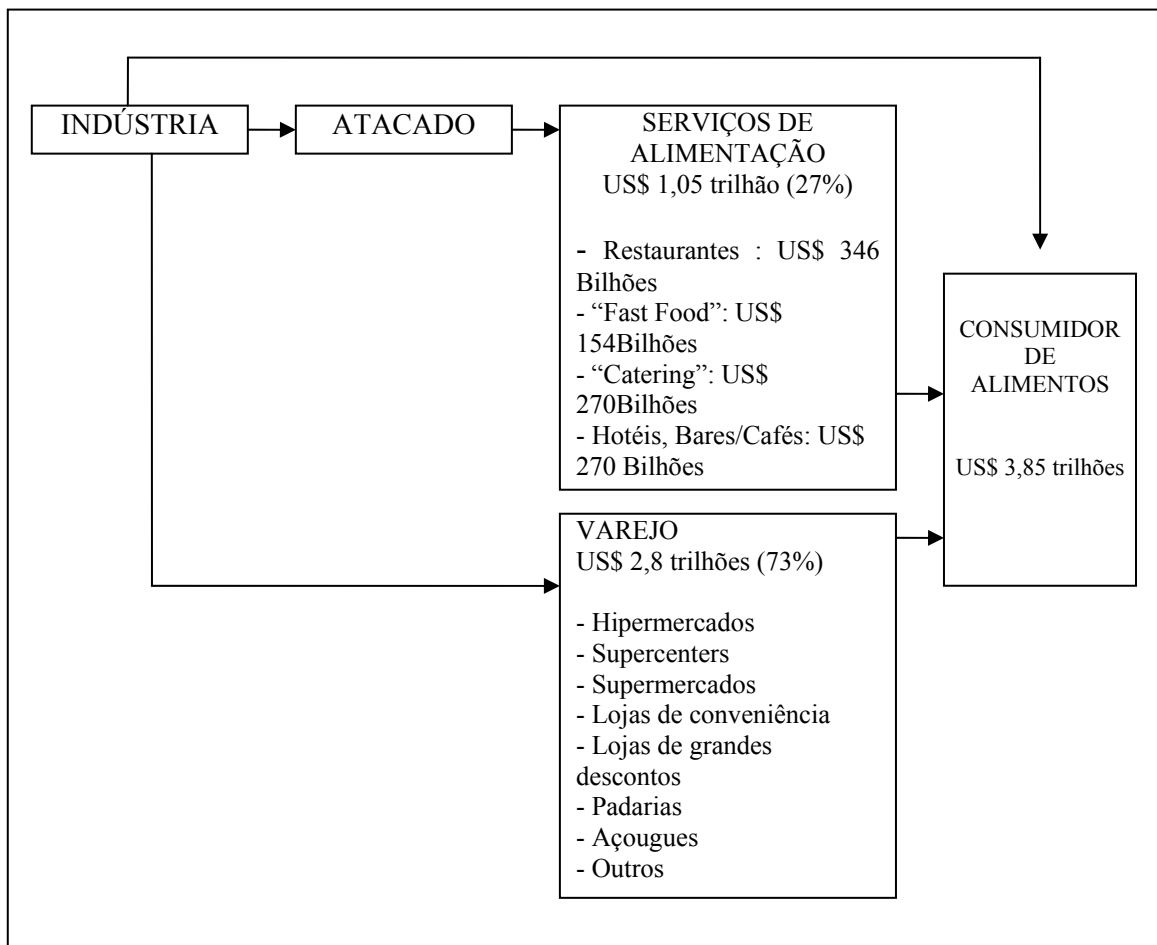 INDÚSTRIA
ATACADO
SERVIÇOS DE
ALIMENTAÇÃO
US$ 1,05 trilhão (27%)
- Restaurantes : US$ 346
Bilhões
- “Fast Food”: US$
154Bilhões
- “Catering”: US$
270Bilhões
- Hotéis, Bares/Cafés: US$
270 Bilhões
CONSUMIDOR
DE
ALIMENTOS
US$ 3,85 trilhões
VAREJO
US$ 2,8 trilhões (73%)
- Hipermercados
- Supercenters
- Supermercados
- Lojas de conveniência
- Lojas de grandes
descontos
- Padarias
- Açougues
- Outros